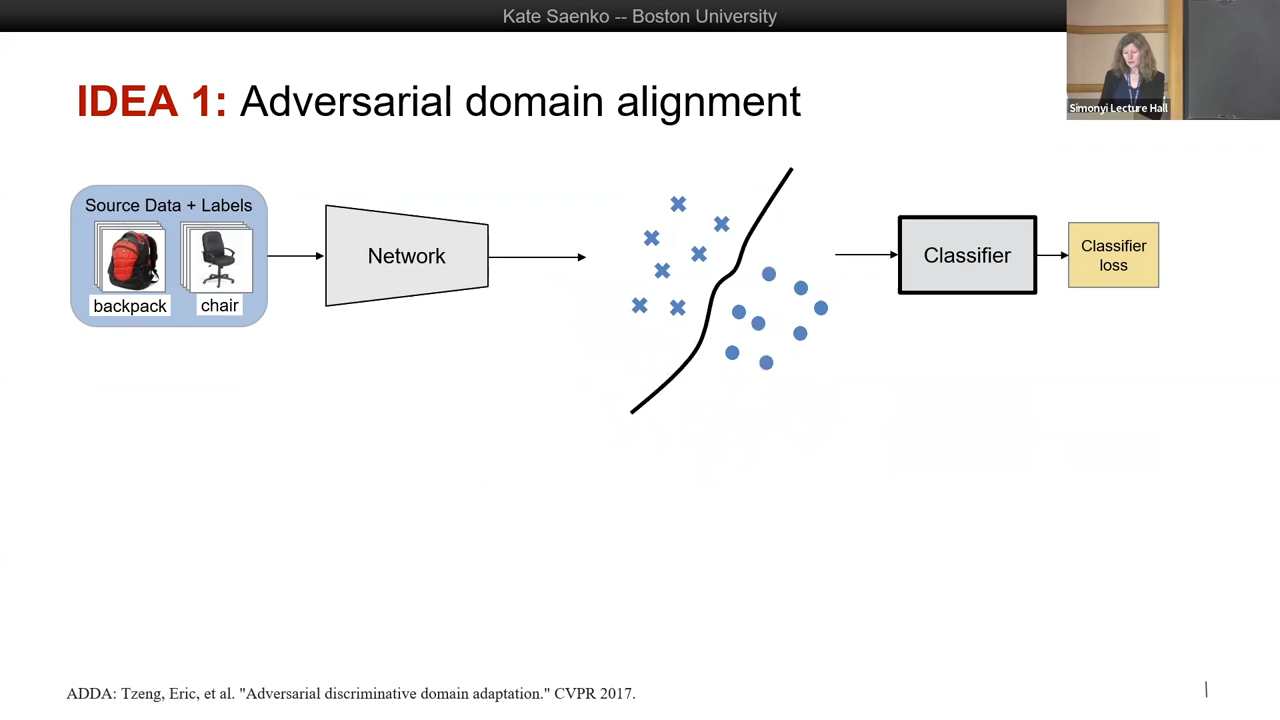 Kate Saenko -- Boston University
Simonyi Lecture Hall
IDEA 1: Adversarial domain alignment
Source Data + Labels
backpack
chair
Network
Classifier
Classifier
loss
ADDA: Tzeng, Eric, et al. "Adversarial discriminative domain adaptation." CVPR 2017.